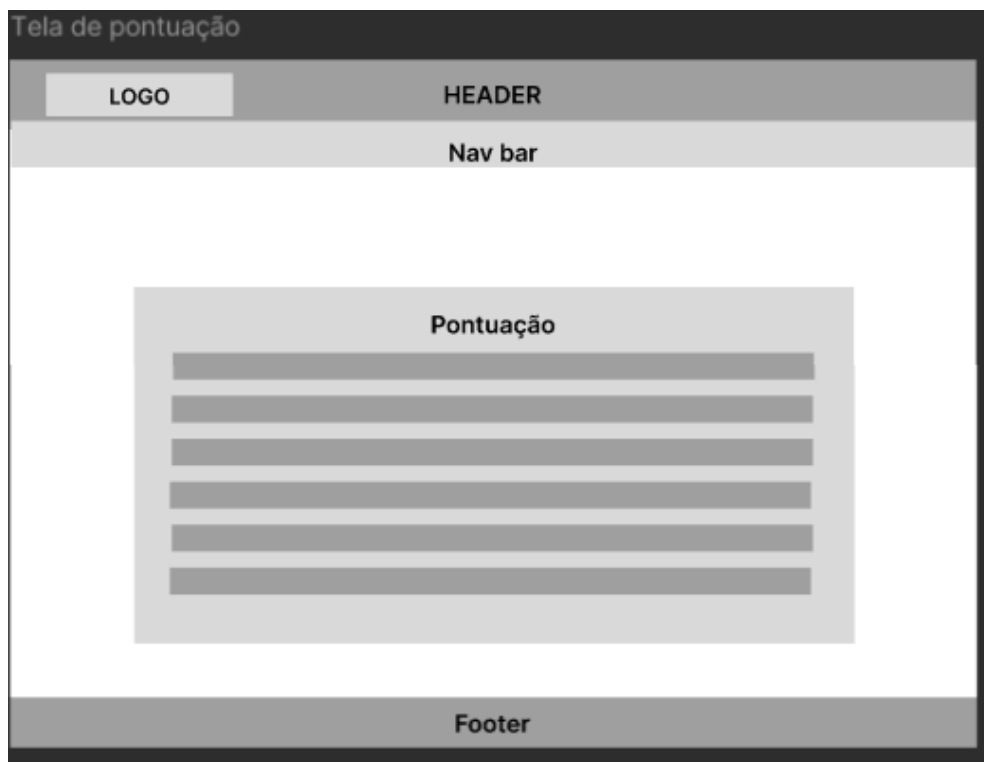 Tela de pontuação
LOGO
HEADER
Nav bar
Pontuação
Footer